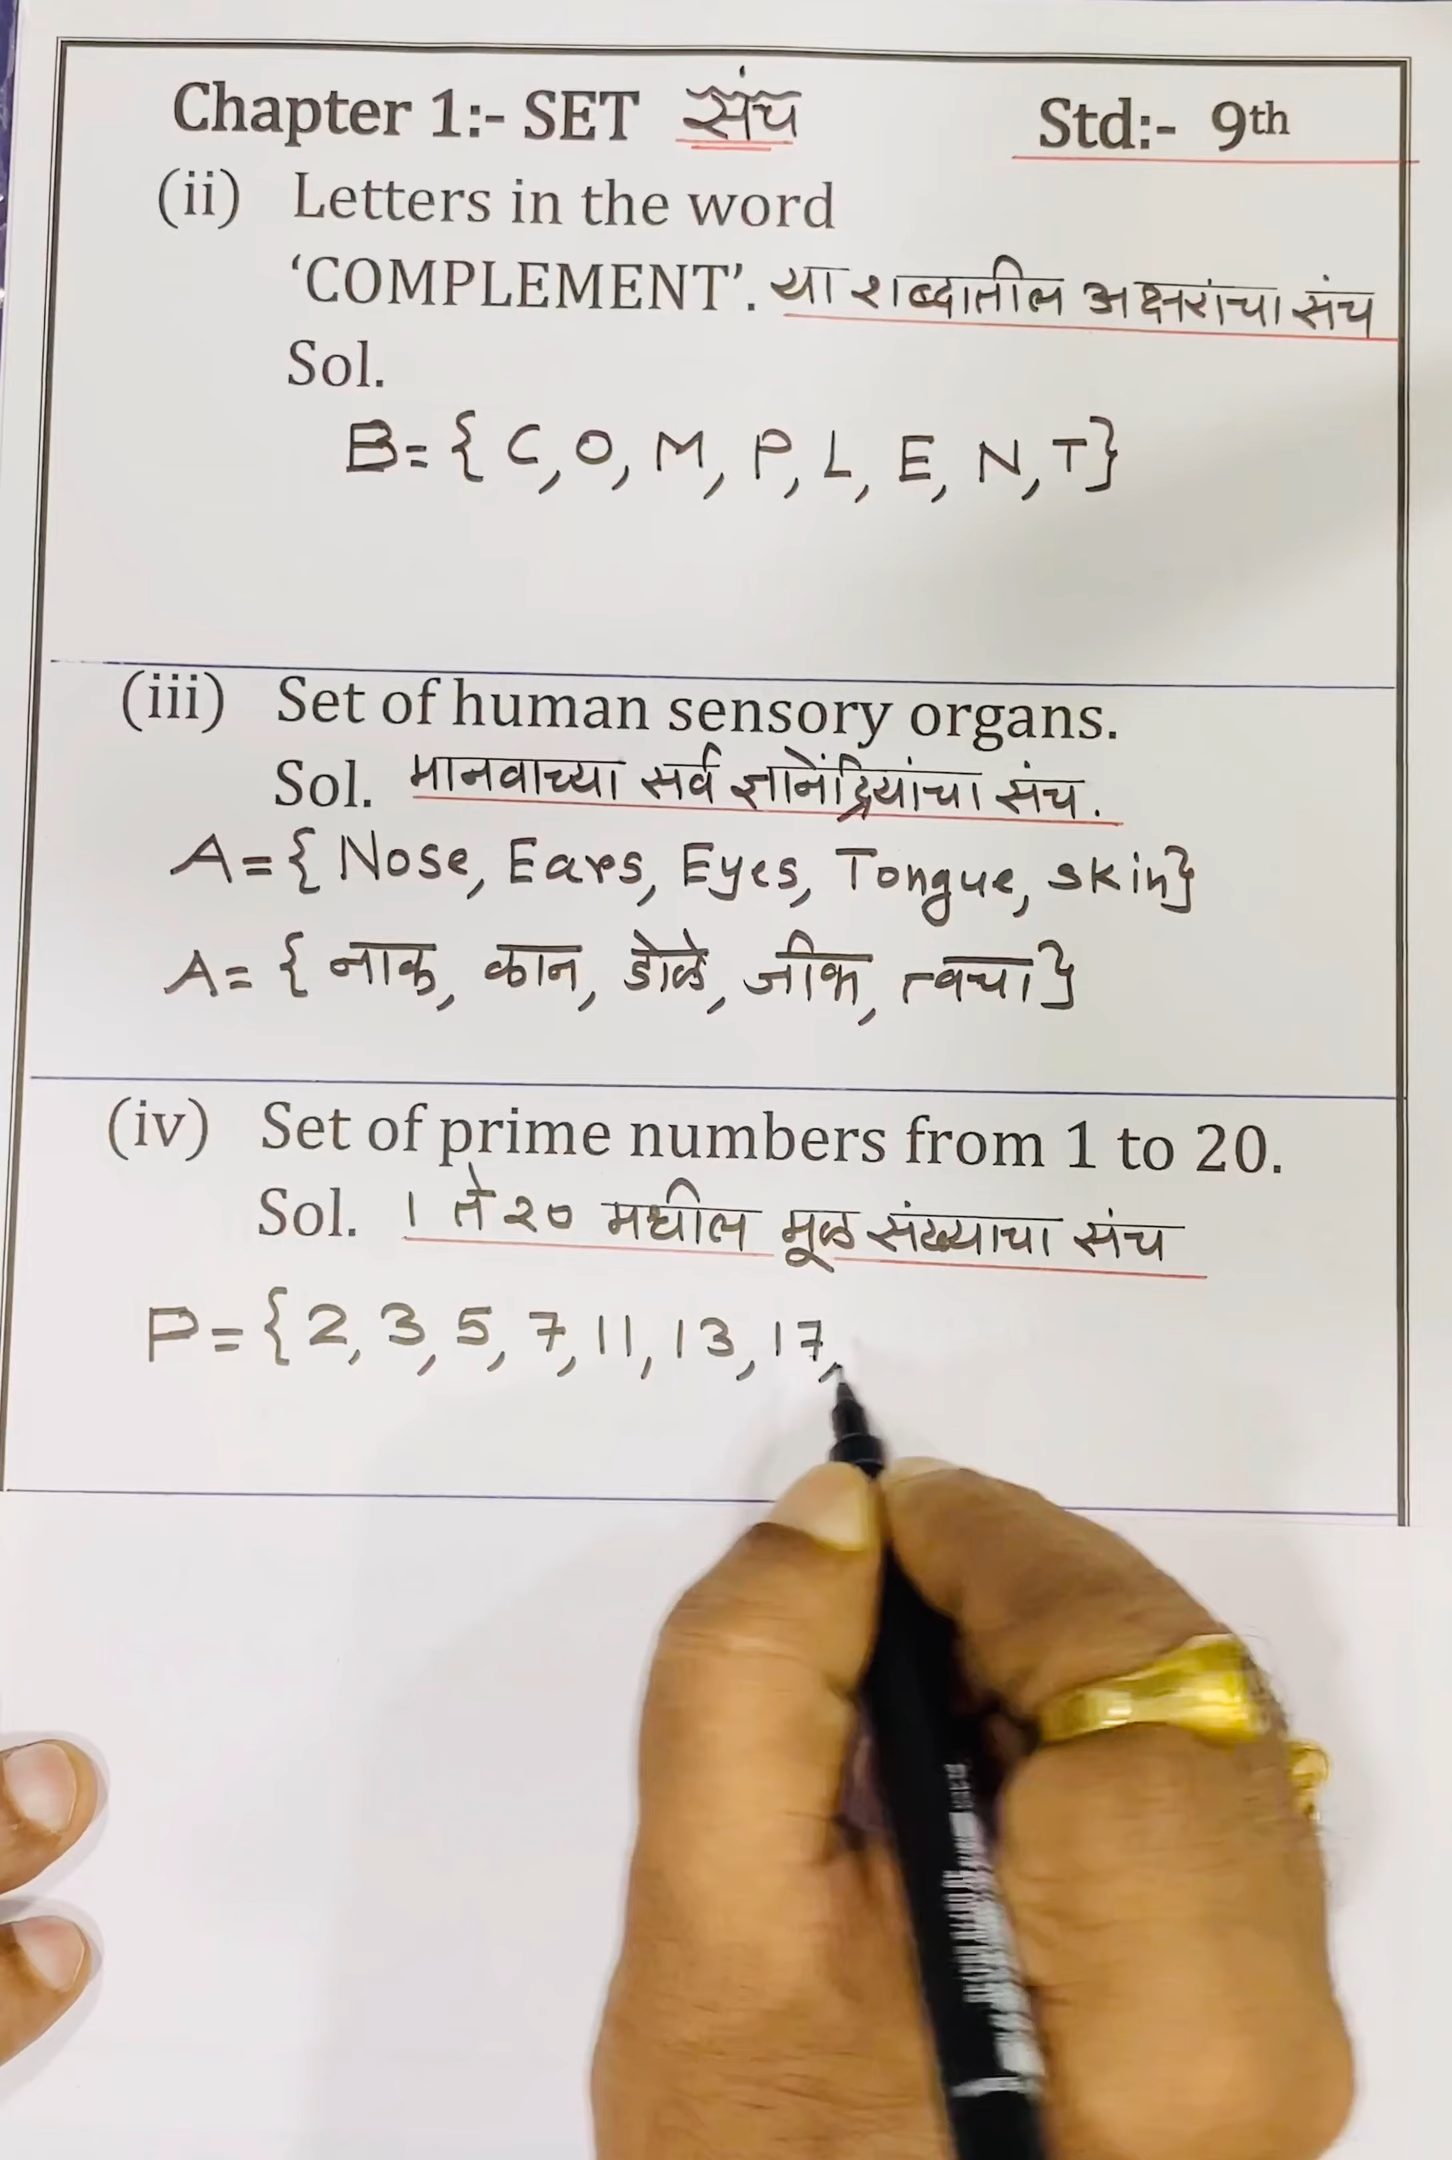 Chapter 1:- SET संच Std:- 9th
(ii) Letters in the word
‘COMPLEMENT’. या शब्दातील अक्षरांचा संच
Sol.
B= { C, O, M, P, L, E, N, T}
(iii) Set of human sensory organs.
Sol. मानवाच्या सर्व ज्ञानेंद्रियांचा संच.
A= { Nose, Ears, Eyes, Tongue, skin}
A= { नाक, कान, डोळे, जीभ, त्वचा}
(iv) Set of prime numbers from 1 to 20.
Sol. 1 ते २० मधील मूळ संख्याचा संच
P= { 2, 3, 5, 7, 11, 13, 17,